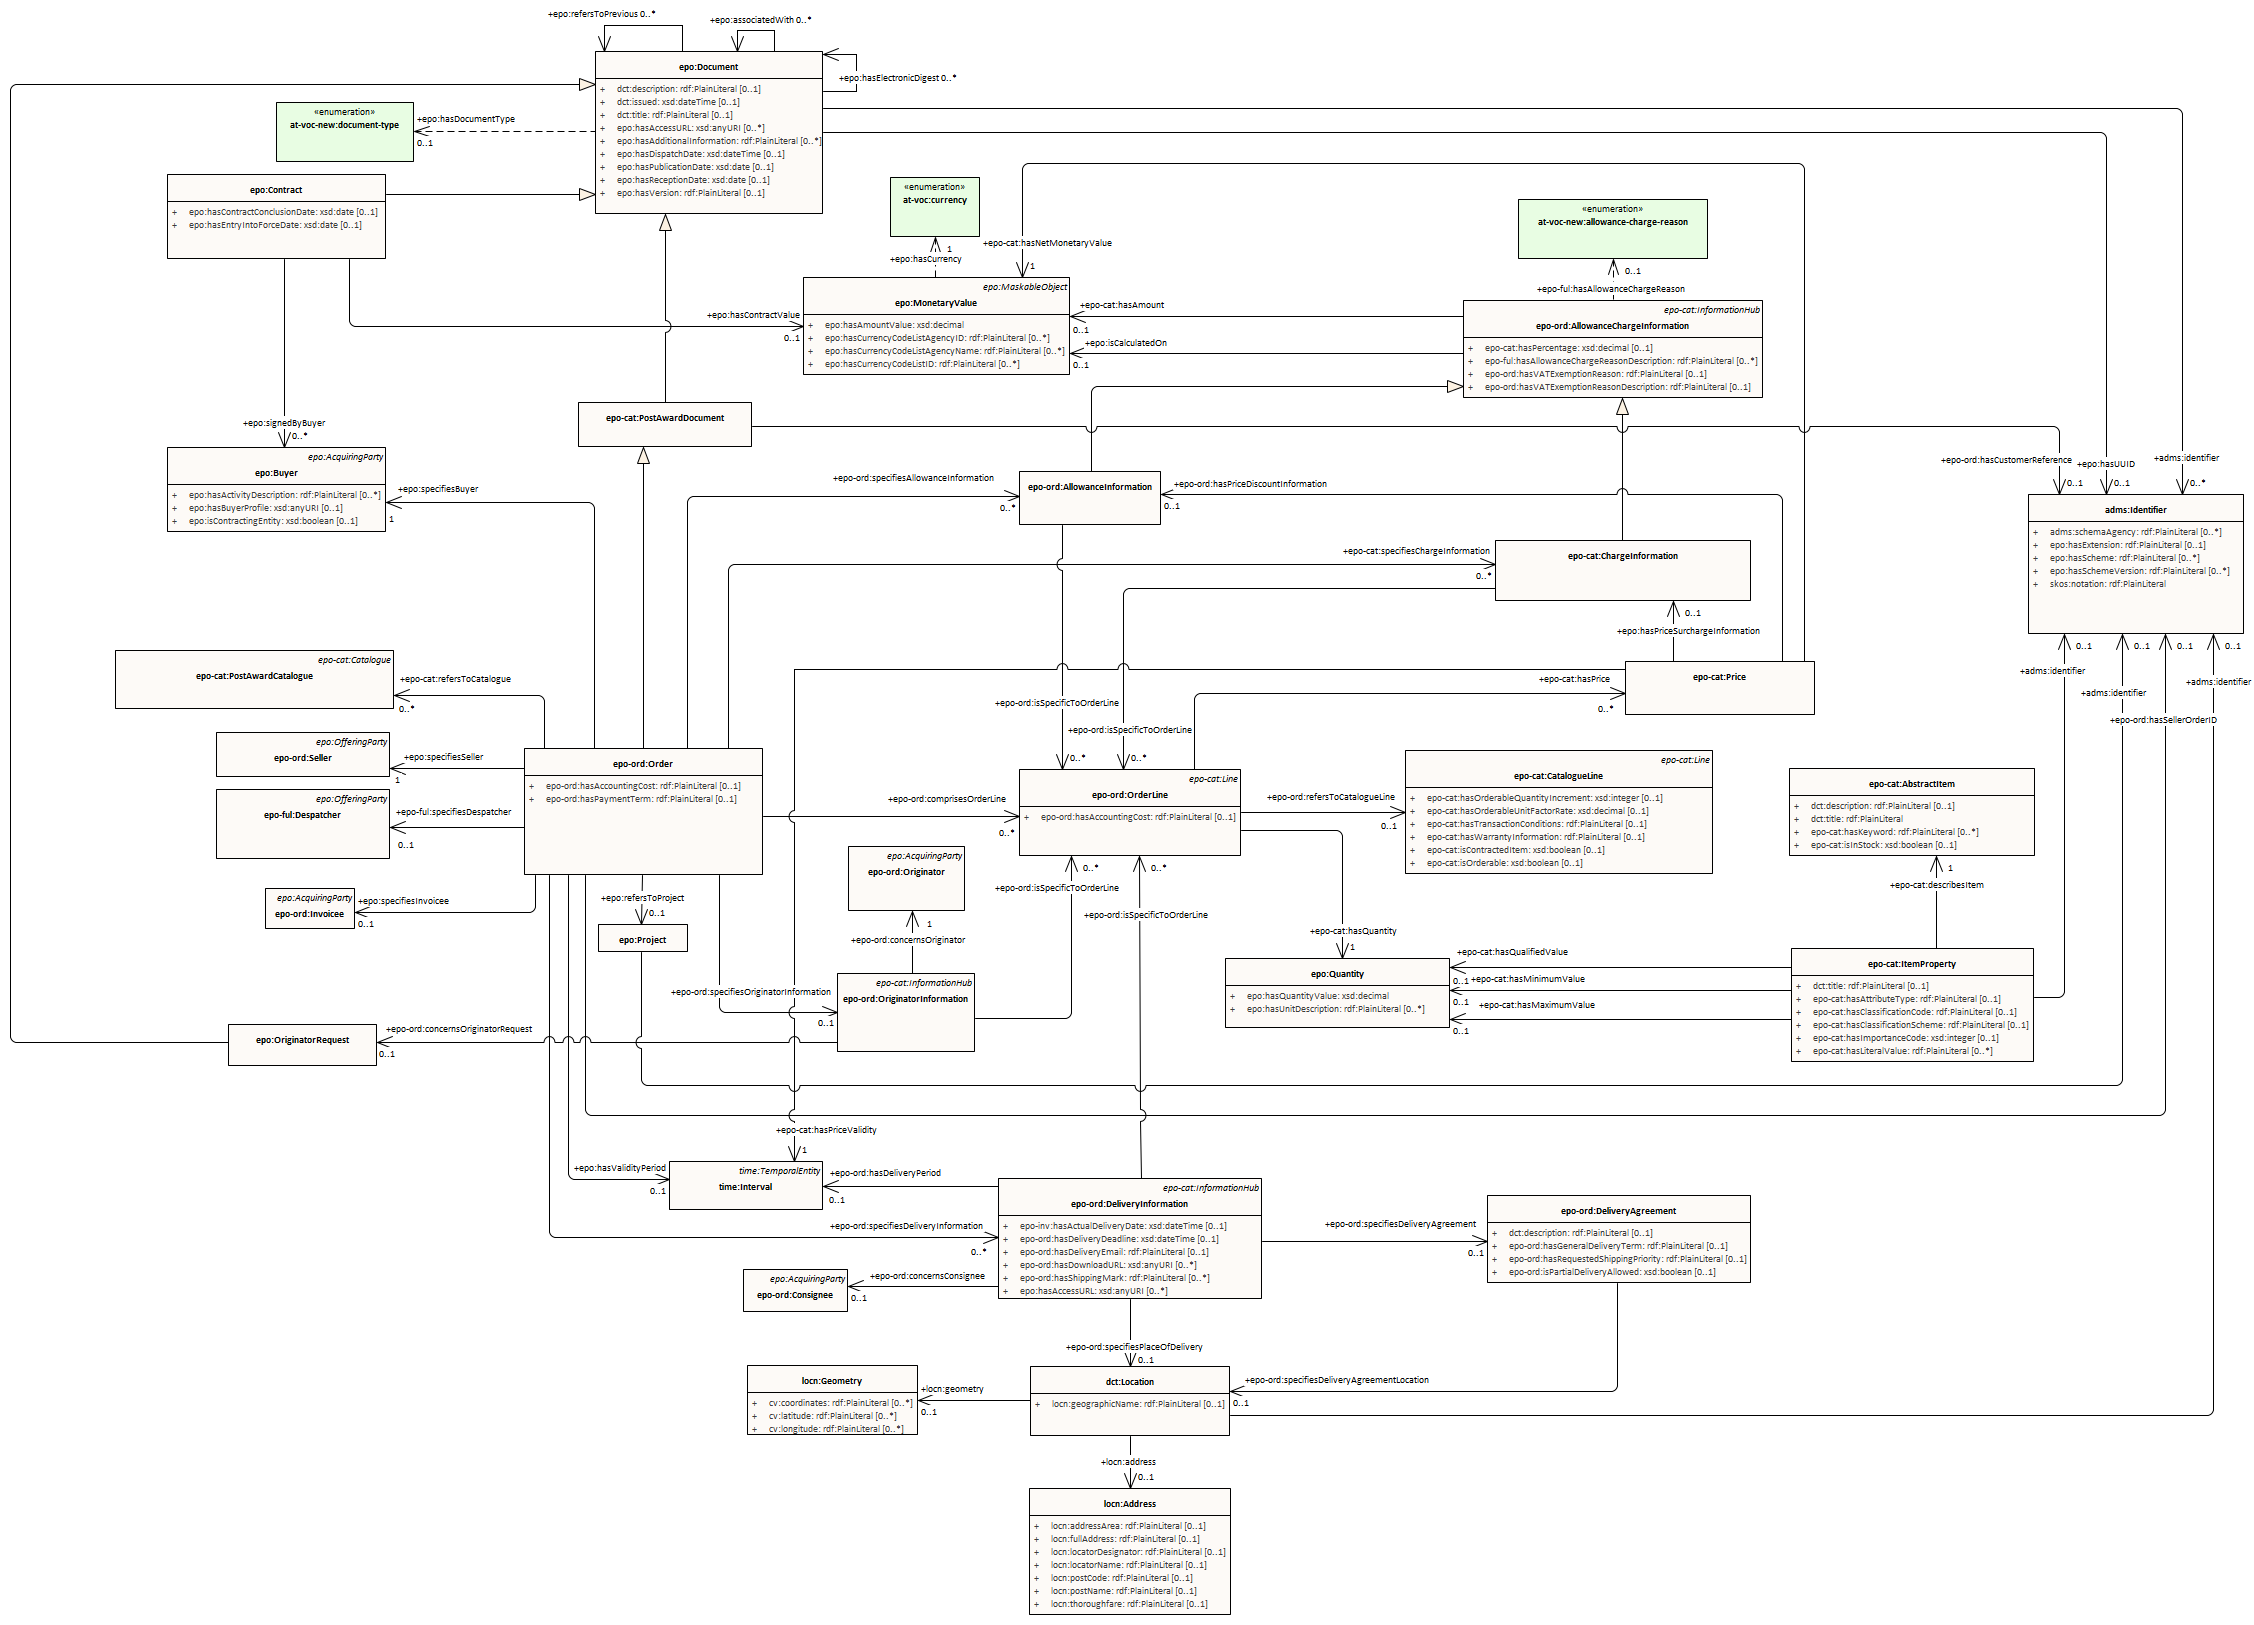 +epo:refersToPrevious 0..*
+epo:associatedWith 0..*
epo:Document
+epo:hasElectronicDigest 0..*
+ dct:description: rdf:PlainLiteral [0..1]
+ dct:issued: xsd:dateTime [0..1]
+ dct:title: rdf:PlainLiteral [0..1]
+ epo:hasAccessURL: xsd:anyURI [0..*]
+ epo:hasAdditionalInformation: rdf:PlainLiteral [0..*]
+ epo:hasDispatchDate: xsd:dateTime [0..1]
+ epo:hasPublicationDate: xsd:date [0..1]
+ epo:hasReceptionDate: xsd:date [0..1]
+ epo:hasVersion: rdf:PlainLiteral [0..1]
«enumeration»
at-voc-new:document-type
+epo:hasDocumentType
0..1
epo:Contract
+ epo:hasContractConclusionDate: xsd:date [0..1]
+ epo:hasEntryIntoForceDate: xsd:date [0..1]
«enumeration»
at-voc:currency
1
+epo:hasCurrency
+epo-cat:hasNetMonetaryValue
1
«enumeration»
at-voc-new:allowance-charge-reason
0..1
+epo-ful:hasAllowanceChargeReason
epo:MaskableObject
epo:MonetaryValue
+ epo:hasAmountValue: xsd:decimal
+ epo:hasCurrencyCodeListAgencyID: rdf:PlainLiteral [0..*]
+ epo:hasCurrencyCodeListAgencyName: rdf:PlainLiteral [0..*]
+ epo:hasCurrencyCodeListID: rdf:PlainLiteral [0..*]
+epo:hasContractValue
0..1
+epo-cat:hasAmount
0..1
+epo:isCalculatedOn
0..1
epo-cat:InformationHub
epo-ord:AllowanceChargeInformation
+ epo-cat:hasPercentage: xsd:decimal [0..1]
+ epo-ful:hasAllowanceChargeReasonDescription: rdf:PlainLiteral [0..*]
+ epo-ord:hasVATExemptionReason: rdf:PlainLiteral [0..1]
+ epo-ord:hasVATExemptionReasonDescription: rdf:PlainLiteral [0..1]
epo-cat:PostAwardDocument
+epo:signedByBuyer
0..*
epo:AcquiringParty
epo:Buyer
+ epo:hasActivityDescription: rdf:PlainLiteral [0..*]
+ epo:hasBuyerProfile: xsd:anyURI [0..1]
+ epo:isContractingEntity: xsd:boolean [0..1]
+epo:specifiesBuyer
1
+epo-ord:specifiesAllowanceInformation
0..*
epo-ord:AllowanceInformation
+epo-ord:hasPriceDiscountInformation
0..1
+epo-ord:hasCustomerReference
0..1
+epo:hasUUID
0..1
+adms:identifier
0..*
adms:Identifier
+ adms:schemaAgency: rdf:PlainLiteral [0..*]
+ epo:hasExtension: rdf:PlainLiteral [0..1]
+ epo:hasScheme: rdf:PlainLiteral [0..*]
+ epo:hasSchemeVersion: rdf:PlainLiteral [0..*]
+ skos:notation: rdf:PlainLiteral
+epo-cat:specifiesChargeInformation
0..*
epo-cat:ChargeInformation
0..1
+epo:hasPriceSurchargeInformation
0..1
0..1
0..1
0..1
+adms:identifier
+adms:identifier
+adms:identifier
+epo-ord:hasSellerOrderID
epo-cat:Catalogue
epo-cat:PostAwardCatalogue
+epo-cat:refersToCatalogue
0..*
epo-cat:Price
+epo-cat:hasPrice
0..*
+epo-ord:isSpecificToOrderLine
0..*
+epo-ord:isSpecificToOrderLine
0..*
epo:OfferingParty
epo-ord:Seller
+epo:specifiesSeller
1
epo:OfferingParty
epo-ful:Despatcher
+epo-ful:specifiesDespatcher
0..1
epo-ord:Order
+ epo-ord:hasAccountingCost: rdf:PlainLiteral [0..1]
+ epo-ord:hasPaymentTerm: rdf:PlainLiteral [0..1]
+epo-ord:comprisesOrderLine
0..*
epo-cat:Line
epo-ord:OrderLine
+ epo-ord:hasAccountingCost: rdf:PlainLiteral [0..1]
+epo-ord:refersToCatalogueLine
0..1
epo-cat:Line
epo-cat:CatalogueLine
+ epo-cat:hasOrderableQuantityIncrement: xsd:integer [0..1]
+ epo-cat:hasOrderableUnitFactorRate: xsd:decimal [0..1]
+ epo-cat:hasTransactionConditions: rdf:PlainLiteral [0..1]
+ epo-cat:hasWarrantyInformation: rdf:PlainLiteral [0..1]
+ epo-cat:isContractedItem: xsd:boolean [0..1]
+ epo-cat:isOrderable: xsd:boolean [0..1]
epo-cat:AbstractItem
+ dct:description: rdf:PlainLiteral [0..1]
+ dct:title: rdf:PlainLiteral
+ epo-cat:hasKeyword: rdf:PlainLiteral [0..*]
+ epo-cat:isInStock: xsd:boolean [0..1]
1
+epo-cat:describesItem
epo:AcquiringParty
epo-ord:Invoicee
+epo:specifiesInvoicee
0..1
+epo:refersToProject
0..1
epo:Project
epo:AcquiringParty
epo-ord:Originator
1
+epo-ord:concernsOriginator
+epo-ord:isSpecificToOrderLine
0..*
+epo-ord:isSpecificToOrderLine
0..*
+epo-cat:hasQuantity
1
epo:Quantity
+ epo:hasQuantityValue: xsd:decimal
+ epo:hasUnitDescription: rdf:PlainLiteral [0..*]
+epo-cat:hasQualifiedValue
0..1
+epo-cat:hasMinimumValue
0..1
+epo-cat:hasMaximumValue
0..1
epo-cat:ItemProperty
+ dct:title: rdf:PlainLiteral [0..1]
+ epo-cat:hasAttributeType: rdf:PlainLiteral [0..1]
+ epo-cat:hasClassificationCode: rdf:PlainLiteral [0..1]
+ epo-cat:hasClassificationScheme: rdf:PlainLiteral [0..1]
+ epo-cat:hasImportanceCode: xsd:integer [0..1]
+ epo-cat:hasLiteralValue: rdf:PlainLiteral [0..*]
+epo-ord:specifiesOriginatorInformation
0..1
epo-cat:InformationHub
epo-ord:OriginatorInformation
epo:OriginatorRequest
+epo-ord:concernsOriginatorRequest
0..1
+epo-cat:hasPriceValidity
1
+epo:hasValidityPeriod
0..1
time:TemporalEntity
time:Interval
+epo-ord:hasDeliveryPeriod
0..1
+epo-ord:specifiesDeliveryInformation
0..*
epo-cat:InformationHub
epo-ord:DeliveryInformation
+ epo-inv:hasActualDeliveryDate: xsd:dateTime [0..1]
+ epo-ord:hasDeliveryDeadline: xsd:dateTime [0..1]
+ epo-ord:hasDeliveryEmail: rdf:PlainLiteral [0..1]
+ epo-ord:hasDownloadURL: xsd:anyURI [0..*]
+ epo-ord:hasShippingMark: rdf:PlainLiteral [0..*]
+ epo:hasAccessURL: xsd:anyURI [0..*]
+epo-ord:specifiesDeliveryAgreement
0..1
epo-ord:DeliveryAgreement
+ dct:description: rdf:PlainLiteral [0..1]
+ epo-ord:hasGeneralDeliveryTerm: rdf:PlainLiteral [0..1]
+ epo-ord:hasRequestedShippingPriority: rdf:PlainLiteral [0..1]
+ epo-ord:isPartialDeliveryAllowed: xsd:boolean [0..1]
epo:AcquiringParty
epo-ord:Consignee
+epo-ord:concernsConsignee
0..1
+epo-ord:specifiesPlaceOfDelivery
0..1
locn:Geometry
+ cv:coordinates: rdf:PlainLiteral [0..*]
+ cv:latitude: rdf:PlainLiteral [0..*]
+ cv:longitude: rdf:PlainLiteral [0..*]
+locn:geometry
0..1
dct:Location
+ locn:geographicName: rdf:PlainLiteral [0..1]
+epo-ord:specifiesDeliveryAgreementLocation
0..1
+locn:address
0..1
locn:Address
+ locn:addressArea: rdf:PlainLiteral [0..1]
+ locn:fullAddress: rdf:PlainLiteral [0..1]
+ locn:locatorDesignator: rdf:PlainLiteral [0..1]
+ locn:locatorName: rdf:PlainLiteral [0..1]
+ locn:postCode: rdf:PlainLiteral [0..1]
+ locn:postName: rdf:PlainLiteral [0..1]
+ locn:thoroughfare: rdf:PlainLiteral [0..1]